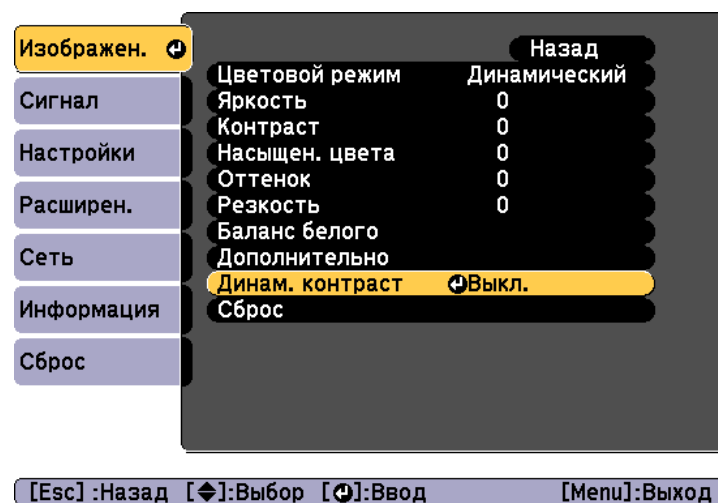 Изображен.
Сигнал
Настройки
Расширен.
Сеть
Информация
Сброс
Назад
Цветовой режим Динамический
Яркость 0
Контраст 0
Насыщен. цвета 0
Оттенок 0
Резкость 0
Баланс белого
Дополнительно
Динам. контраст Выкл.
Сброс
[Esc] :Назад [◆]:Выбор [⏎]:Ввод [Menu]:Выход